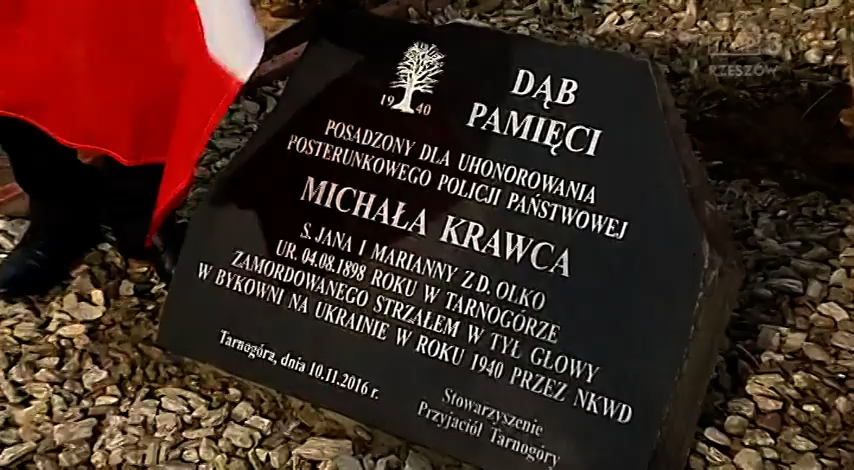 DĄB
PAMIĘCI
1940
POSADZONY DLA UHONOROWANIA
POSTERUNKOWEGO POLICJI PAŃSTWOWEJ
MICHAŁA KRAWCA
S. JANA I MARIANNY Z D. OLKO
UR. 04.08.1898 ROKU W TARNOGÓRZE
ZAMORDOWANEGO STRZAŁEM W TYŁ GŁOWY
W BYKOWNI NA UKRAINIE W ROKU 1940 PRZEZ NKWD
Tarnogóra, dnia 10.11.2016 r.
Stowarzyszenie
Przyjaciół Tarnogóry
TVP3
RZESZÓW